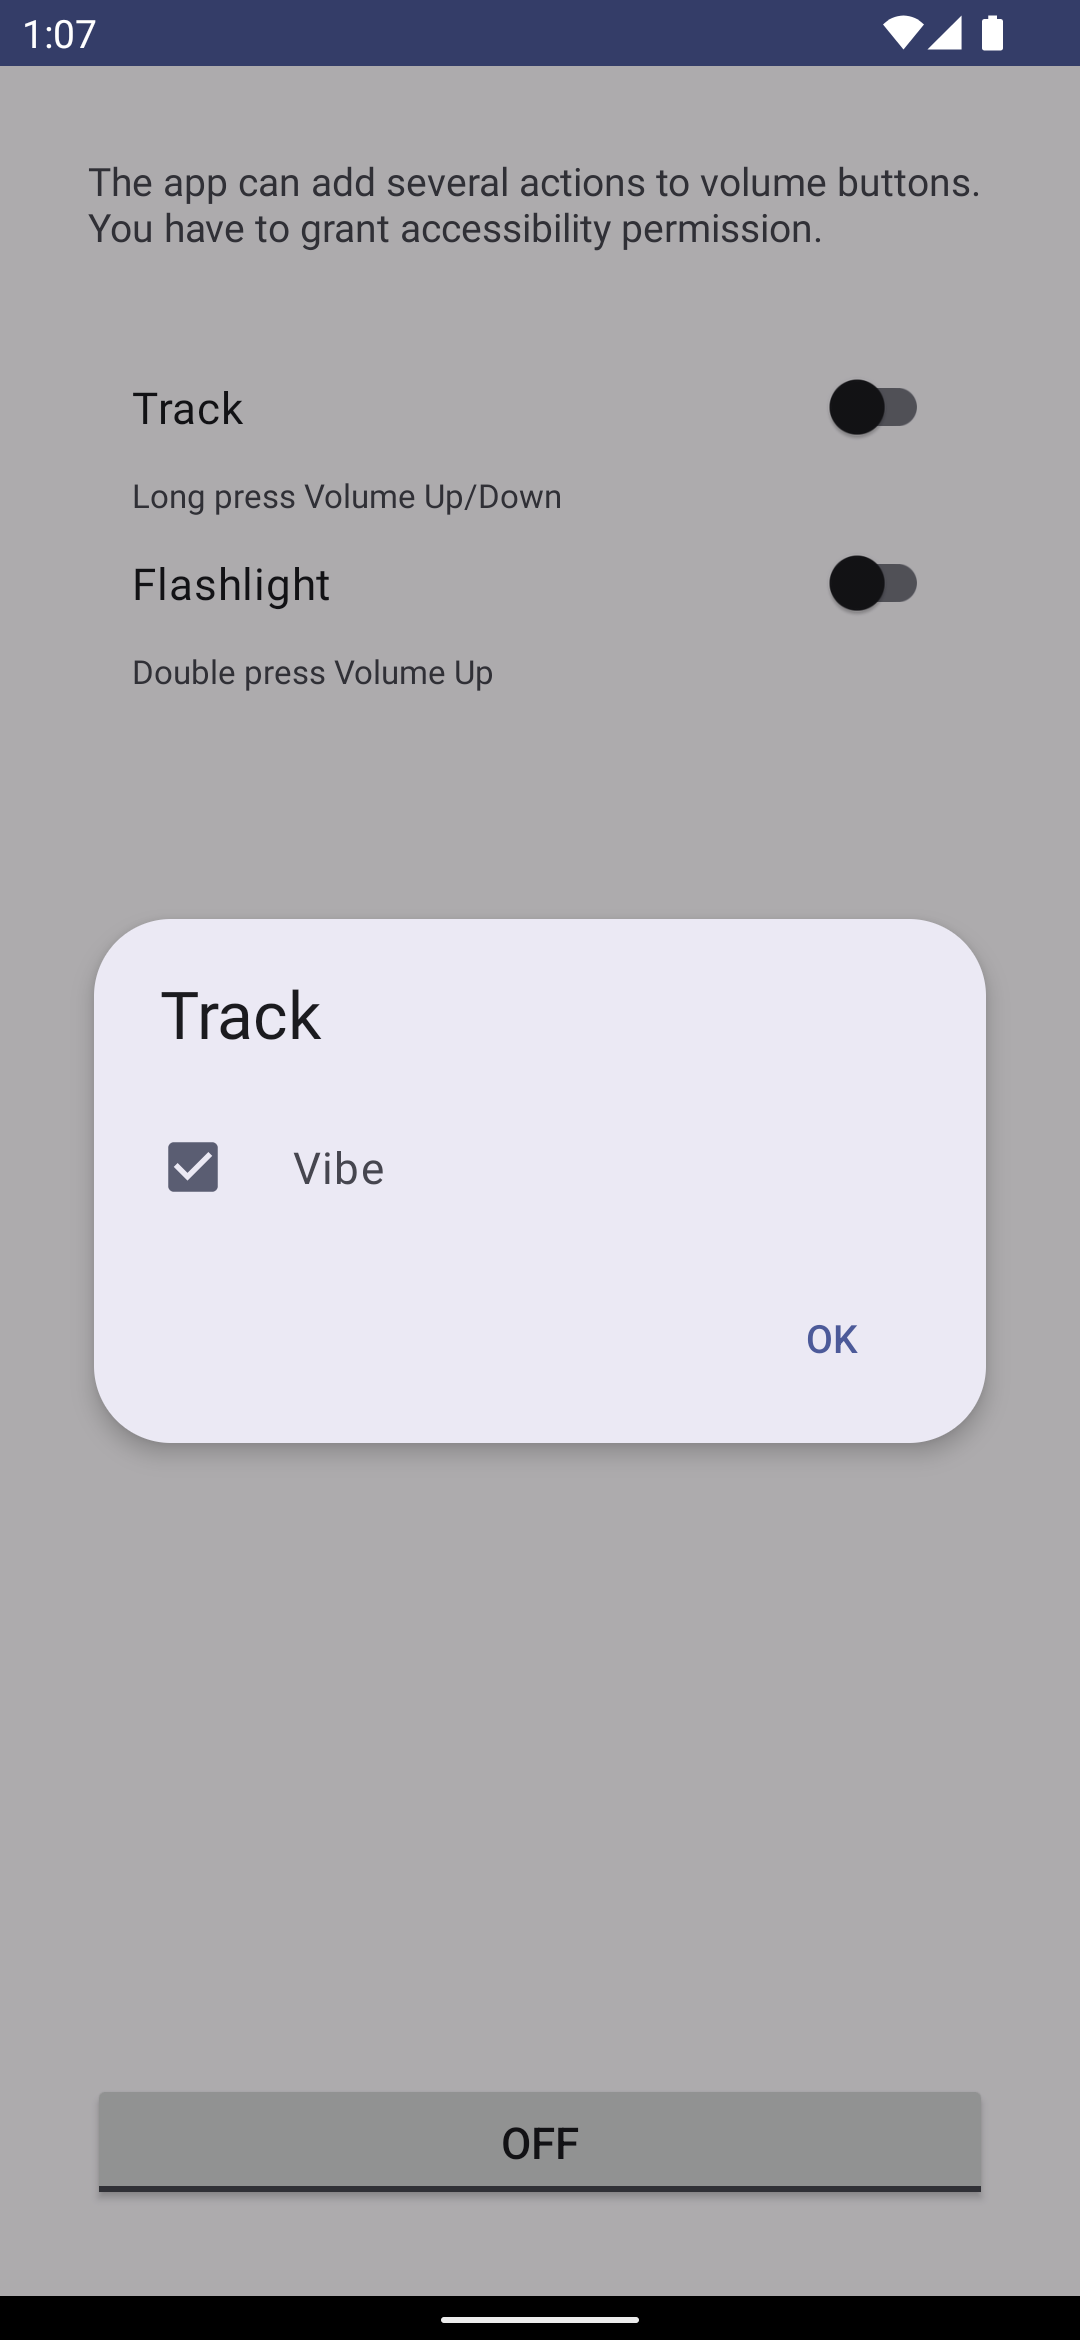 1:07
The app can add several actions to volume buttons.
You have to grant accessibility permission.
Track
Long press Volume Up/Down
Flashlight
Double press Volume Up
Track
Vibe
OK
OFF